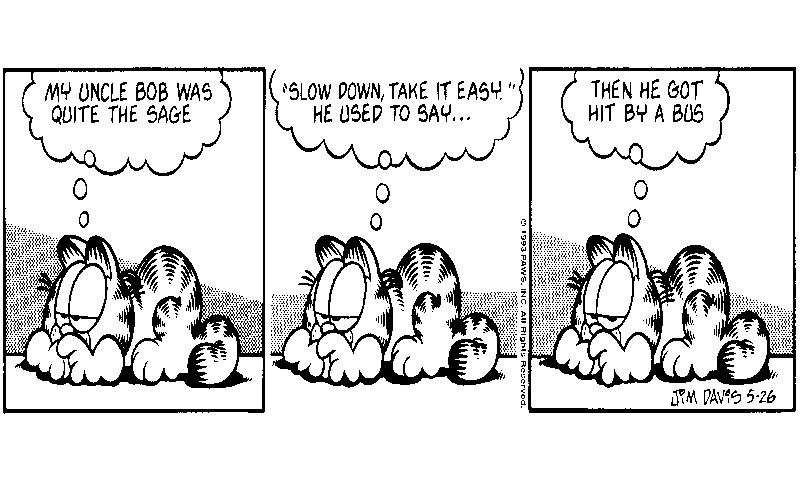 MY UNCLE BOB WAS
QUITE THE SAGE
"SLOW DOWN, TAKE IT EASY."
HE USED TO SAY...
© 1993 PAWS, INC. All Rights Reserved.
THEN HE GOT
HIT BY A BUS
JIM DAVIS 5-26